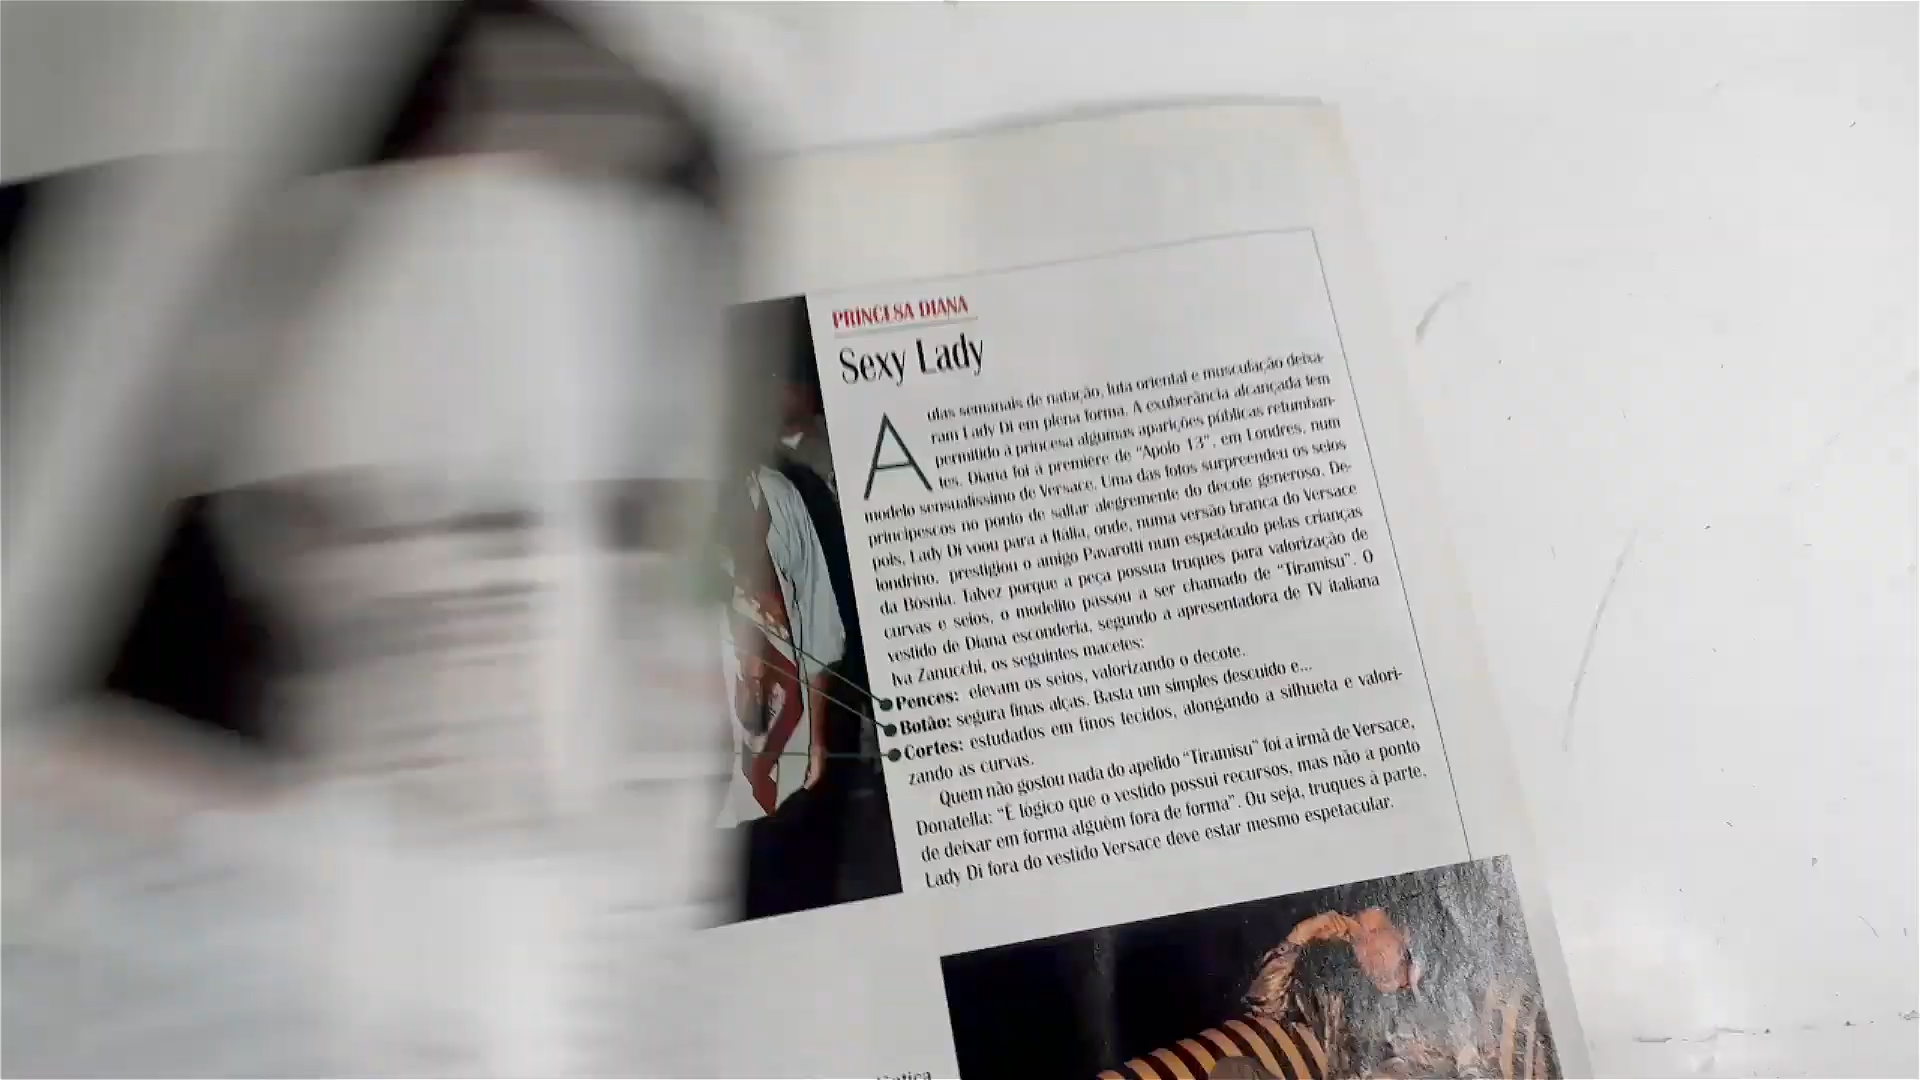 PRINCESA DIANA
Sexy Lady
Aulas semanais de natação, luta oriental e musculação deixa-
ram Lady Di em plena forma. A exuberância alcançada tem
permitido à princesa algumas aparições públicas retumban-
tes. Diana foi à première de "Apolo 13", em Londres, num
modelo sensualíssimo de Versace. Uma das fotos surpreendeu os seios
principescos no ponto de saltar alegremente do decote generoso. De-
pois, Lady Di voou para a Itália, onde, numa versão branca do Versace
londrino, prestigiou o amigo Pavarotti num espetáculo pelas crianças
da Bósnia. Talvez porque a peça possua truques para valorização de
curvas e seios, o modelito passou a ser chamado de "Tiramisu". O
vestido de Diana esconderia, segundo a apresentadora de TV italiana
Iva Zanucchi, os seguintes macetes:
Pences: elevam os seios, valorizando o decote.
Botão: segura finas alças. Basta um simples descuido e...
Cortes: estudados em finos tecidos, alongando a silhueta e valori-
zando as curvas.
Quem não gostou nada do apelido "Tiramisu" foi a irmã de Versace,
Donatella: "É lógico que o vestido possui recursos, mas não a ponto
de deixar em forma alguém fora de forma". Ou seja, truques à parte,
Lady Di fora do vestido Versace deve estar mesmo espetacular.